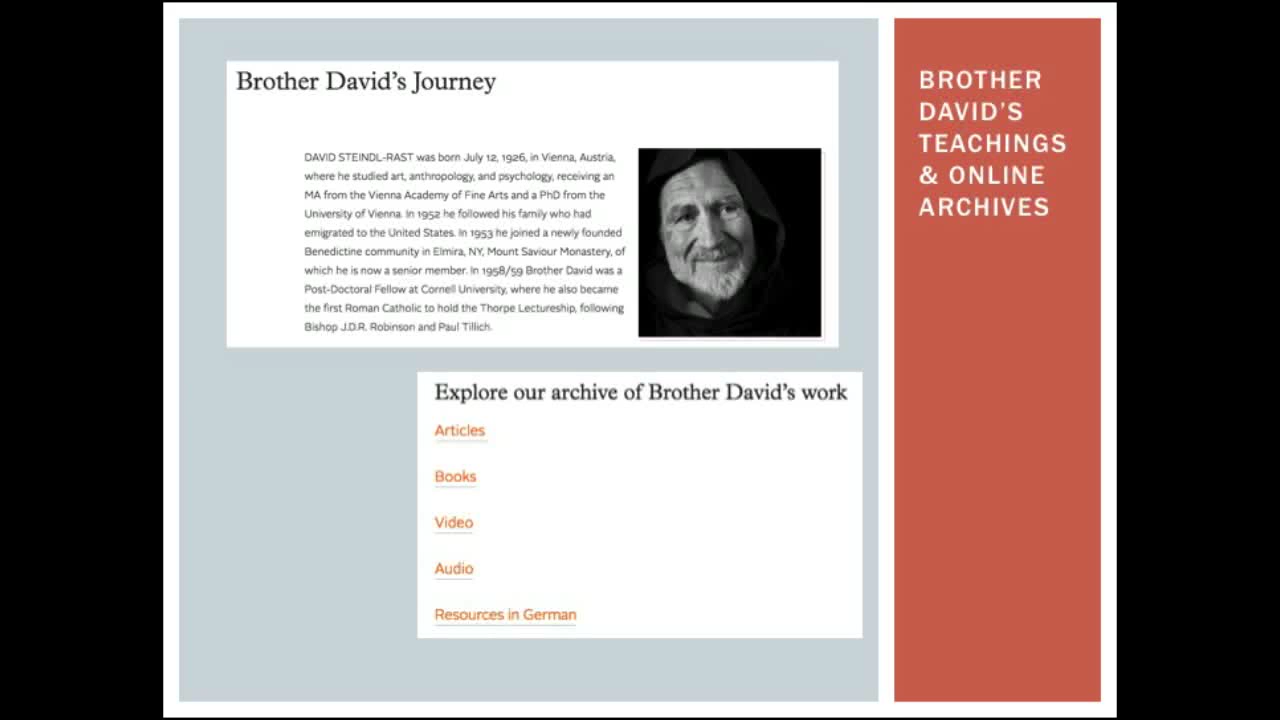 Brother David's Journey
DAVID STEINDL-RAST was born July 12, 1926, in Vienna, Austria,
where he studied art, anthropology, and psychology, receiving an
MA from the Vienna Academy of Fine Arts and a PhD from the
University of Vienna. In 1952 he followed his family who had
emigrated to the United States. In 1953 he joined a newly founded
Benedictine community in Elmira, NY, Mount Saviour Monastery, of
which he is now a senior member. In 1958/59 Brother David was a
Post-Doctoral Fellow at Cornell University, where he also became
the first Roman Catholic to hold the Thorpe Lectureship, following
Bishop J.D.R. Robinson and Paul Tillich.
Explore our archive of Brother David's work
Articles
Books
Video
Audio
Resources in German
BROTHER
DAVID'S
TEACHINGS
& ONLINE
ARCHIVES